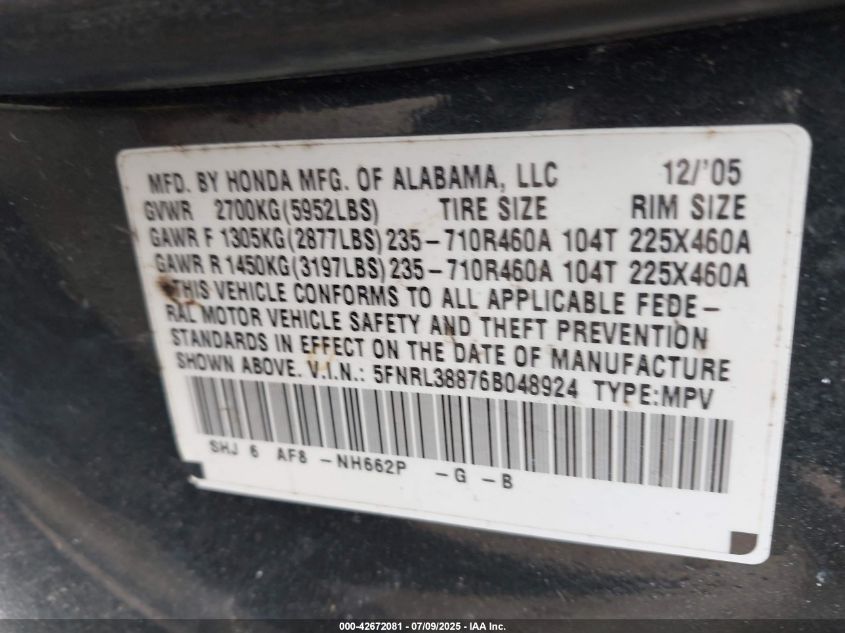 MFD. BY HONDA MFG. OF ALABAMA, LLC 12/'05
GVWR 2700KG(5952LBS) TIRE SIZE RIM SIZE
GAWR F 1305KG(2877LBS) 235-710R460A 104T 225X460A
GAWR R 1450KG(3197LBS) 235-710R460A 104T 225X460A
THIS VEHICLE CONFORMS TO ALL APPLICABLE FEDE-
RAL MOTOR VEHICLE SAFETY AND THEFT PREVENTION
STANDARDS IN EFFECT ON THE DATE OF MANUFACTURE
SHOWN ABOVE. V.I.N.: 5FNRL38876B048924 TYPE:MPV
SHJ 6 AF8 -NH662P -G -B
000-42672081 - 07/09/2025 - IAA Inc.